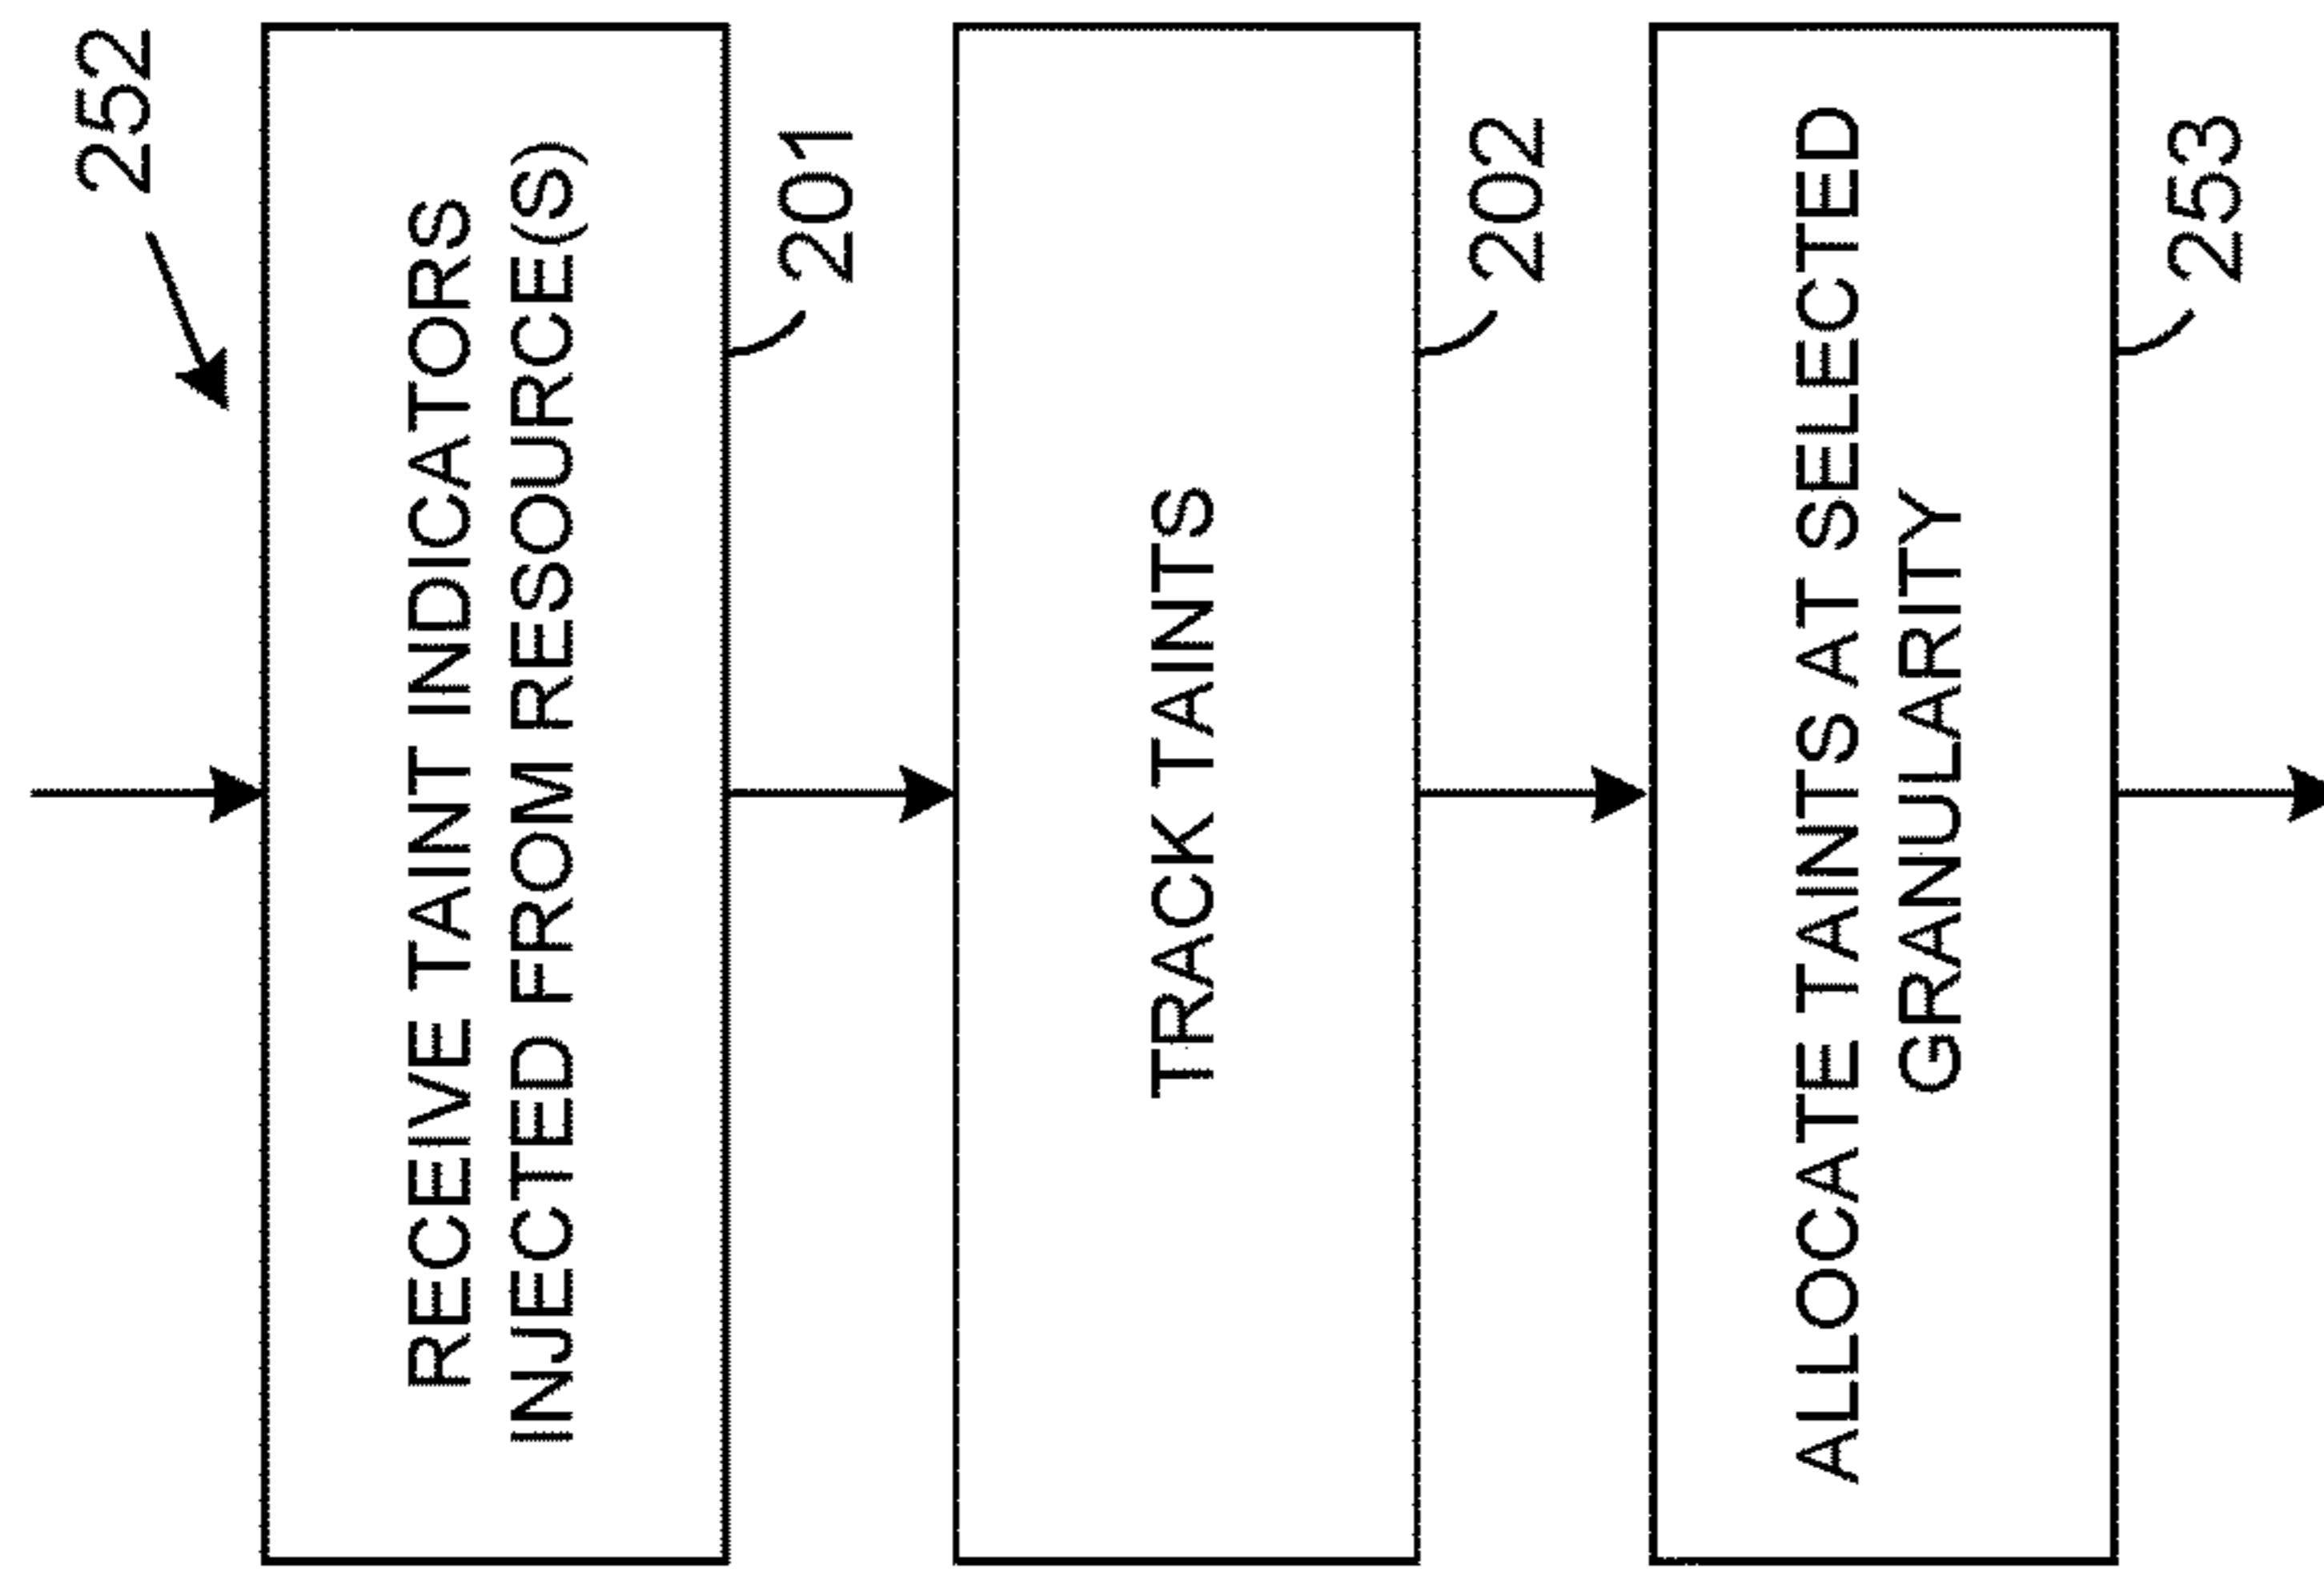 252
RECEIVE TAINT INDICATORS
INJECTED FROM RESOURCE(S)
201
TRACK TAINTS
202
ALLOCATE TAINTS AT SELECTED
GRANULARITY
253